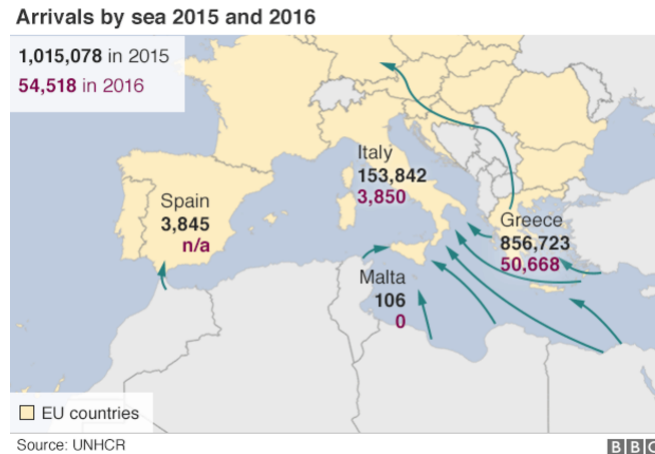 Arrivals by sea 2015 and 2016
1,015,078 in 2015
54,518 in 2016
Italy
153,842
3,850
Spain
3,845
n/a
Greece
856,723
50,668
Malta
106
0
EU countries
Source: UNHCR
BBC